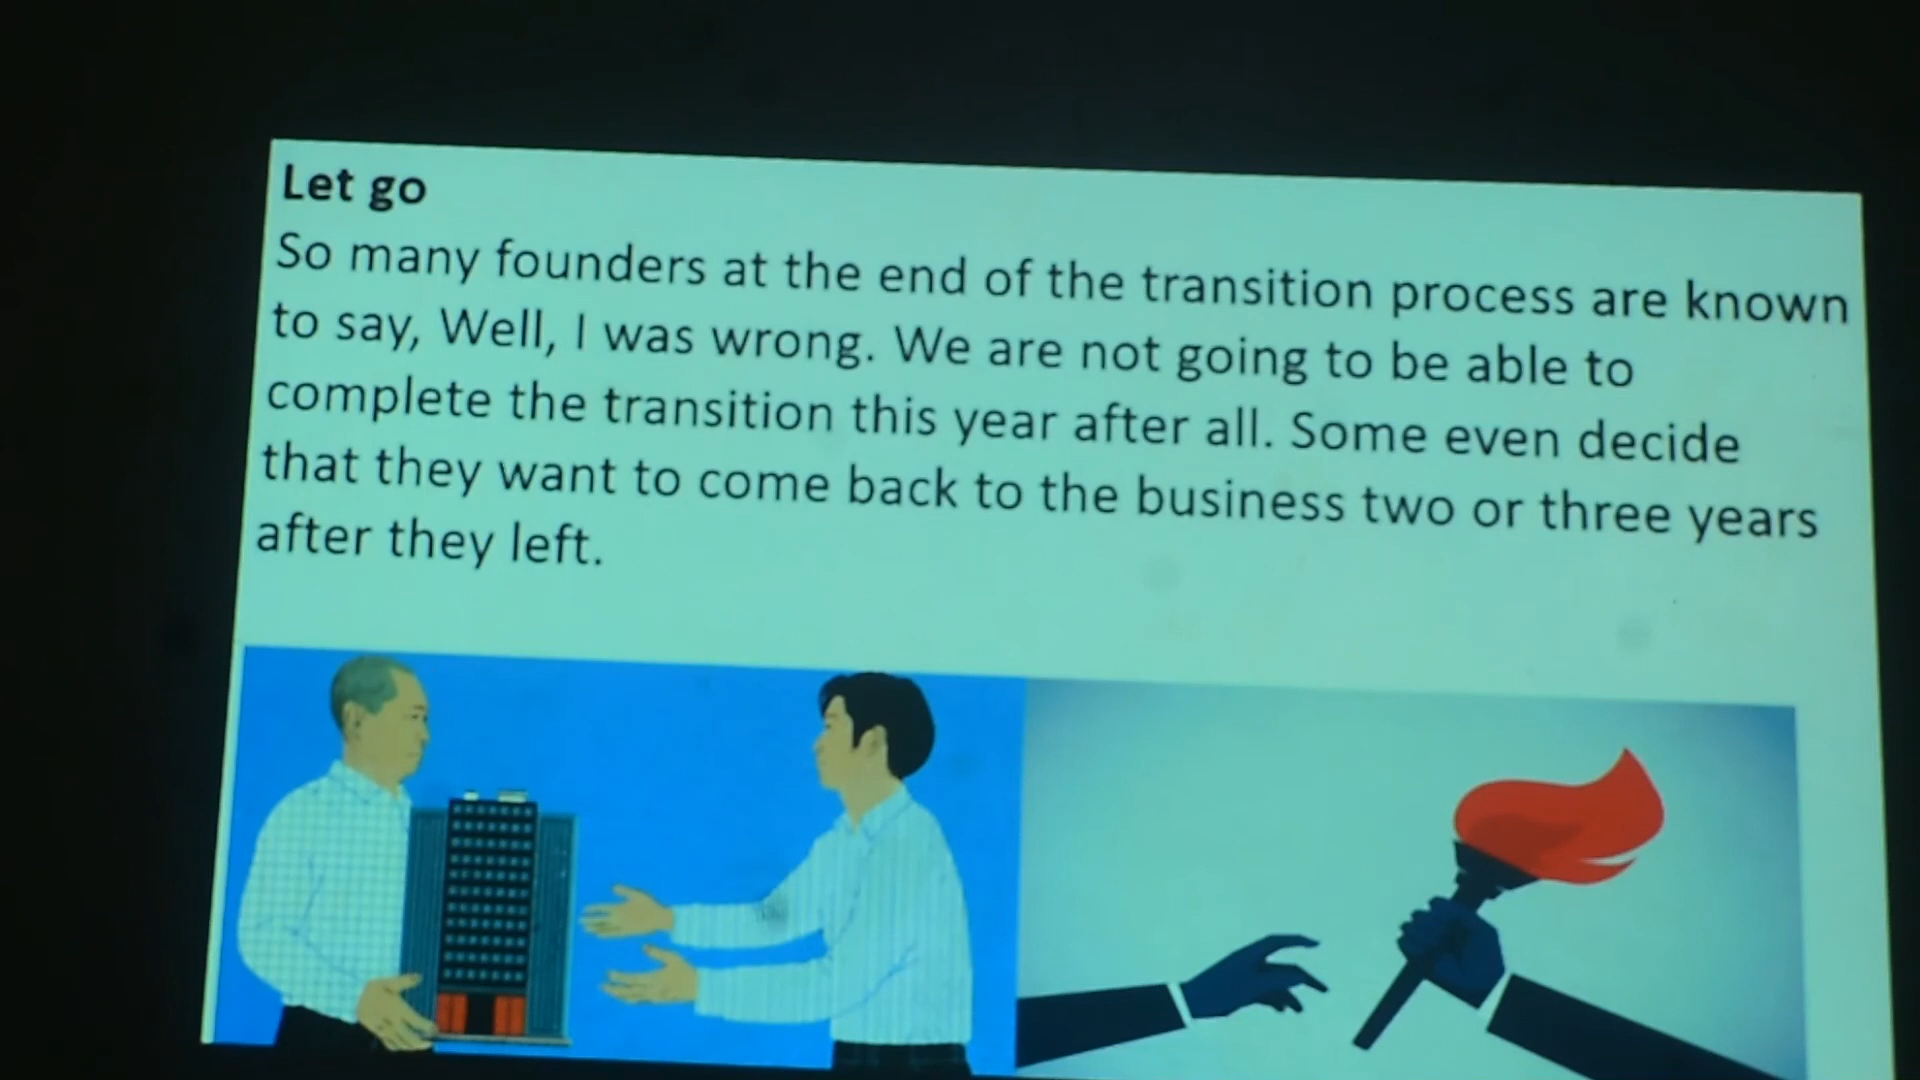 Let go
So many founders at the end of the transition process are known
to say, Well, I was wrong. We are not going to be able to
complete the transition this year after all. Some even decide
that they want to come back to the business two or three years
after they left.